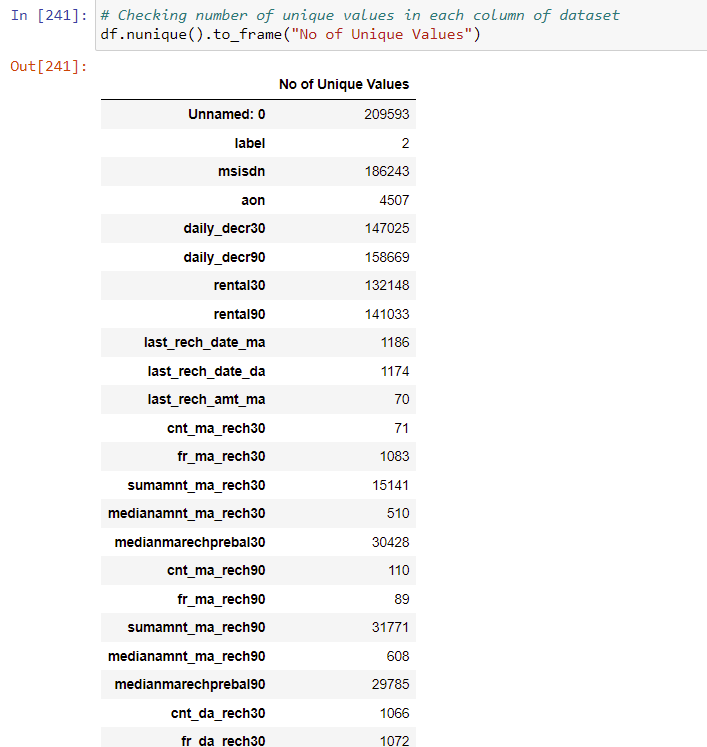 In [241]: # Checking number of unique values in each column of dataset
df.nunique().to_frame("No of Unique Values")
Out[241]:
No of Unique Values
Unnamed: 0 209593
label 2
msisdn 186243
aon 4507
daily_decr30 147025
daily_decr90 158669
rental30 132148
rental90 141033
last_rech_date_ma 1186
last_rech_date_da 1174
last_rech_amt_ma 70
cnt_ma_rech30 71
fr_ma_rech30 1083
sumamnt_ma_rech30 15141
medianamnt_ma_rech30 510
medianmarechprebal30 30428
cnt_ma_rech90 110
fr_ma_rech90 89
sumamnt_ma_rech90 31771
medianamnt_ma_rech90 608
medianmarechprebal90 29785
cnt_da_rech30 1066
fr_da_rech30 1072